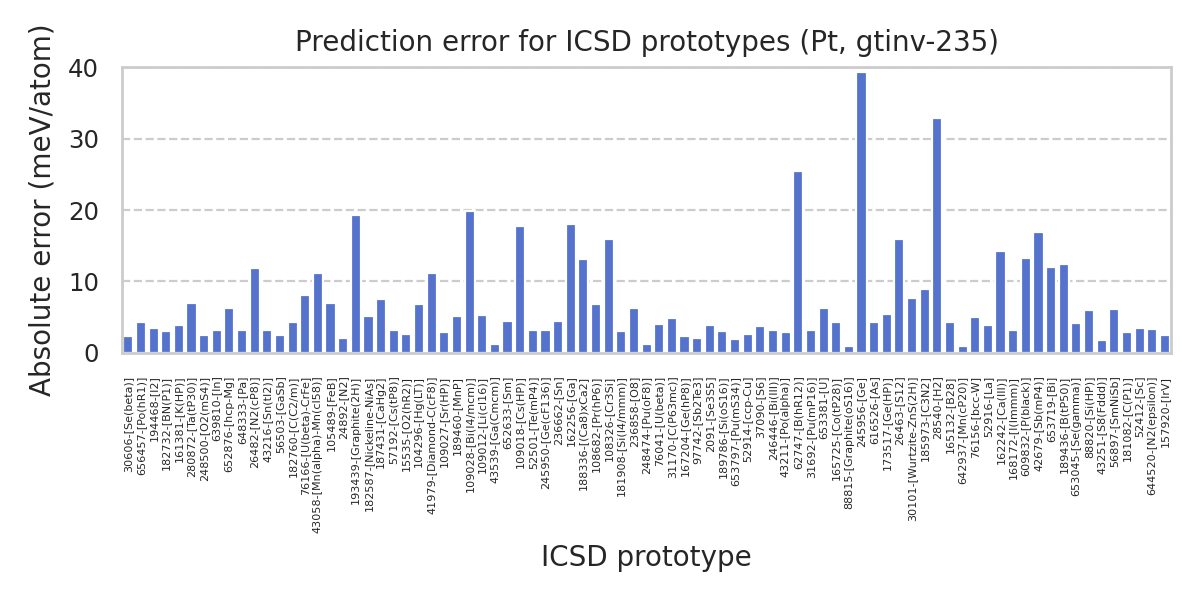 Prediction error for ICSD prototypes (Pt, gtinv-235)
Absolute error (meV/atom)
40
30
20
10
0
30606-[Se(beta)]
656457-[Po(hR1)]
194468-[I2]
182732-[BN(P1)]
161381-[K(HP)]
280872-[Ta(tP30)]
248500-[O2(mS4)]
639810-[In]
652876-[hcp-Mg]
648333-[Pa]
26482-[N2(cP8)]
43216-[Sn(tI2)]
56503-[GaSb]
182760-[C(C2/m)]
76166-[U(beta)-CrFe]
43058-[Mn(alpha)-Mn(cI58)]
105489-[FeB]
24892-[N2]
193439-[Graphite(2H)]
182587-[Nickeline-NiAs]
187431-[CaHg2]
57192-[Cs(tP8)]
15535-[O2(hR2)]
104296-[Hg(LT)]
41979-[Diamond-C(cF8)]
109027-[Sr(HP)]
189460-[MnP]
109028-[Bi(I4/mcm)]
109012-[Li(cI16)]
43539-[Ga(Cmcm)]
652633-[Sm]
109018-[Cs(HP)]
52501-[Te(mP4)]
245950-[Ge(cF136)]
236662-[Sn]
162256-[Ga]
188336-[(Ca8)xCa2]
108682-[Pr(hP6)]
108326-[Cr3Si]
181908-[Si(I4/mmm)]
236858-[O8]
248474-[Pu(oF8)]
76041-[U(beta)]
31170-[C(P63mc)]
167204-[Ge(hP8)]
97742-[Sb2Te3]
2091-[Se3S5]
189786-[Si(oS16)]
653797-[Pu(mS34)]
52914-[ccp-Cu]
37090-[S6]
246446-[Bi(III)]
43211-[Po(alpha)]
62747-[B(hR12)]
31692-[Pu(mP16)]
653381-[U]
165725-[Co(tP28)]
88815-[Graphite(oS16)]
245956-[Ge]
616526-[As]
173517-[Ge(HP)]
26463-[S12]
30101-[Wurtzite-ZnS(2H)]
18573-[C3N2]
28540-[H2]
165132-[B28]
642937-[Mn(cP20)]
76156-[bcc-W]
52916-[La]
162242-[Ca(III)]
168172-[I(Immm)]
609832-[P(black)]
42679-[Sb(mP4)]
653719-[Bi]
189436-[B(tP50)]
653045-[Se(gamma)]
88820-[Si(HP)]
43251-[S8(Fddd)]
56897-[SmNiSb]
181082-[C(P1)]
52412-[Sc]
644520-[N2(epsilon)]
157920-[IrV]
ICSD prototype